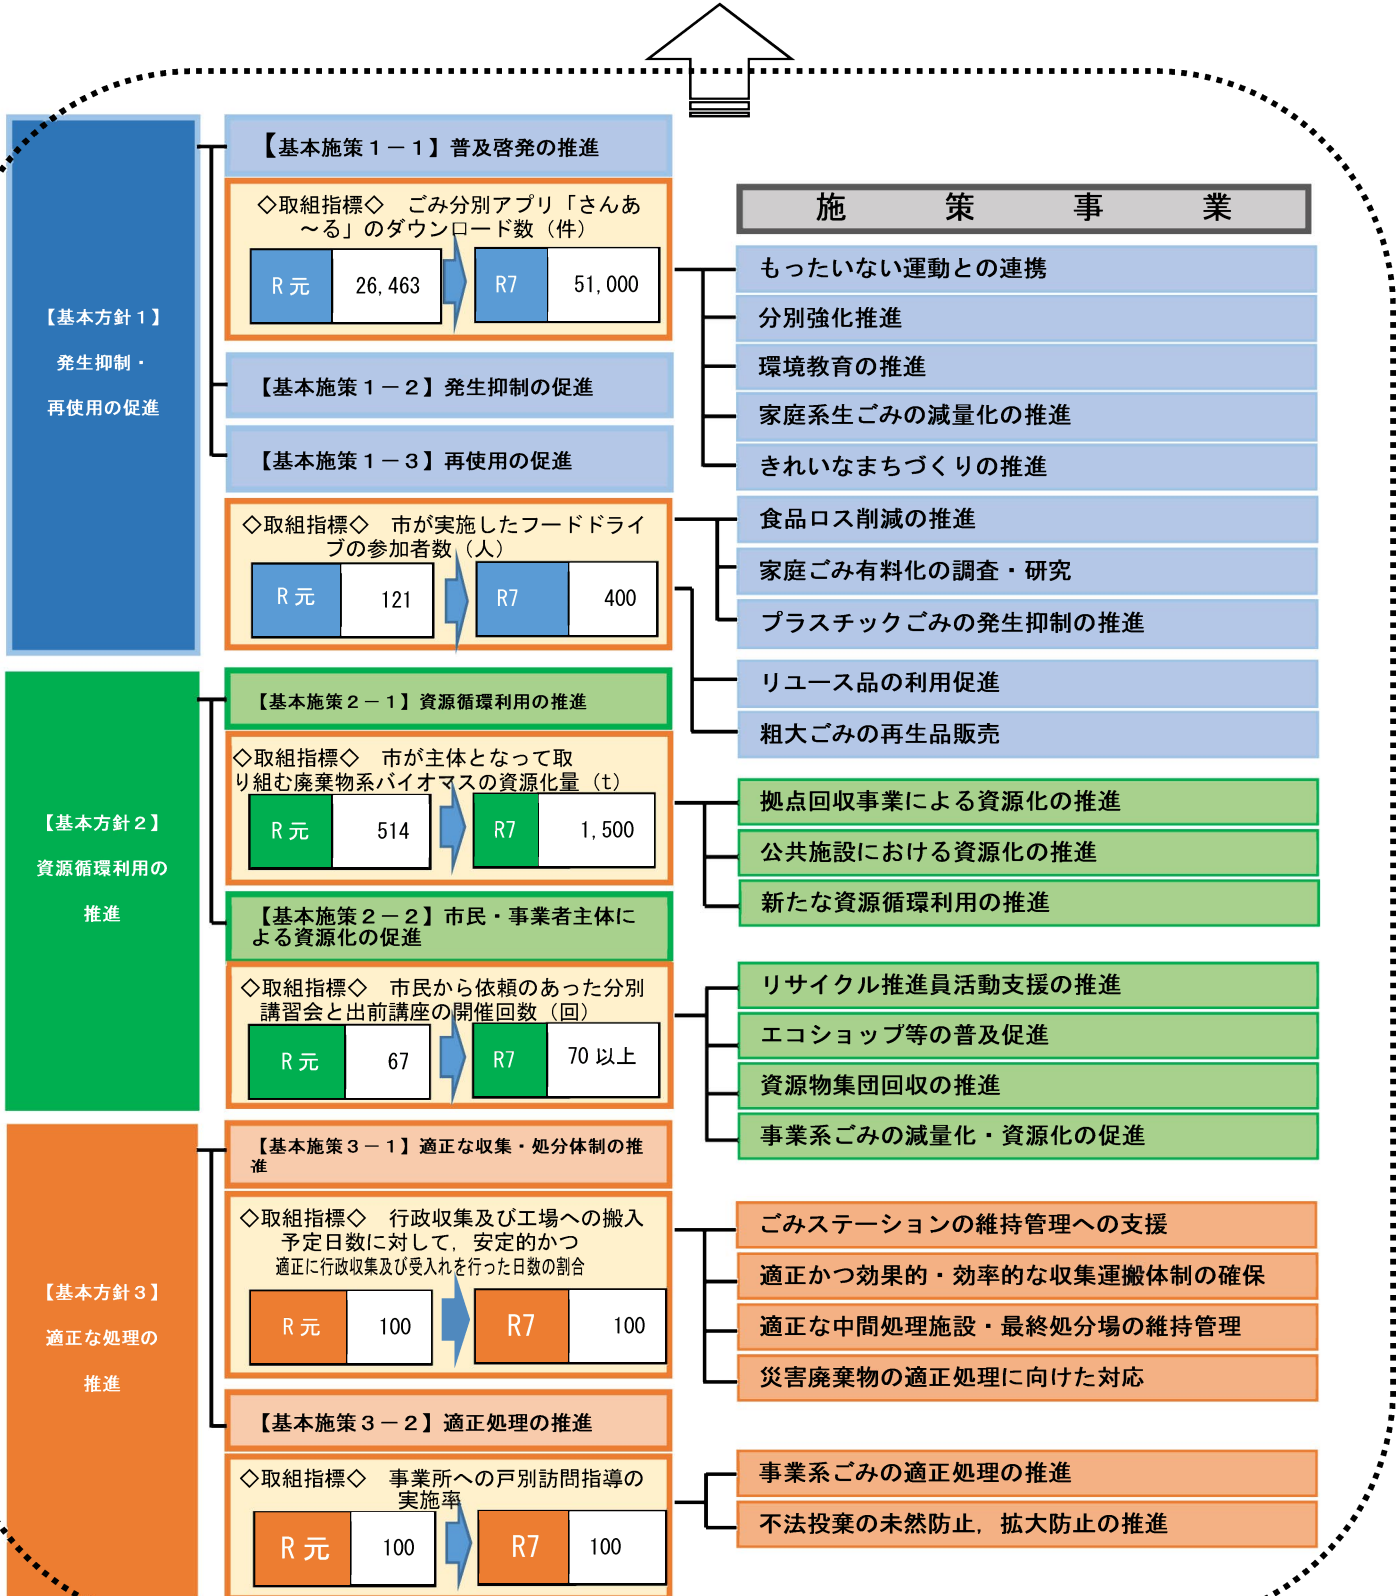 【基本方針１】
発生抑制・
再使用の促進
【基本施策１－１】普及啓発の推進
◇取組指標◇　ごみ分別アプリ「さんあ
～る」のダウンロード数（件）
R 元　26,463　R7　51,000
【基本施策１－２】発生抑制の促進
【基本施策１－３】再使用の促進
◇取組指標◇　市が実施したフードドライ
ブの参加者数（人）
R 元　121　R7　400
【基本方針２】
資源循環利用の
推進
【基本施策２－１】資源循環利用の推進
◇取組指標◇　市が主体となって取
り組む廃棄物系バイオマスの資源化量（t）
R 元　514　R7　1,500
【基本施策２－２】市民・事業者主体に
よる資源化の促進
◇取組指標◇　市民から依頼のあった分別
講習会と出前講座の開催回数（回）
R 元　67　R7　70 以上
【基本方針３】
適正な処理の
推進
【基本施策３－１】適正な収集・処分体制の推
進
◇取組指標◇　行政収集及び工場への搬入
予定日数に対して，安定的かつ
適正に行政収集及び受入れを行った日数の割合
R 元　100　R7　100
【基本施策３－２】適正処理の推進
◇取組指標◇　事業所への戸別訪問指導の
実施率
R 元　100　R7　100
施　策　事　業
もったいない運動との連携
分別強化推進
環境教育の推進
家庭系生ごみの減量化の推進
きれいなまちづくりの推進
食品ロス削減の推進
家庭ごみ有料化の調査・研究
プラスチックごみの発生抑制の推進
リユース品の利用促進
粗大ごみの再生品販売
拠点回収事業による資源化の推進
公共施設における資源化の推進
新たな資源循環利用の推進
リサイクル推進員活動支援の推進
エコショップ等の普及促進
資源物集団回収の推進
事業系ごみの減量化・資源化の促進
ごみステーションの維持管理への支援
適正かつ効果的・効率的な収集運搬体制の確保
適正な中間処理施設・最終処分場の維持管理
災害廃棄物の適正処理に向けた対応
事業系ごみの適正処理の推進
不法投棄の未然防止，拡大防止の推進